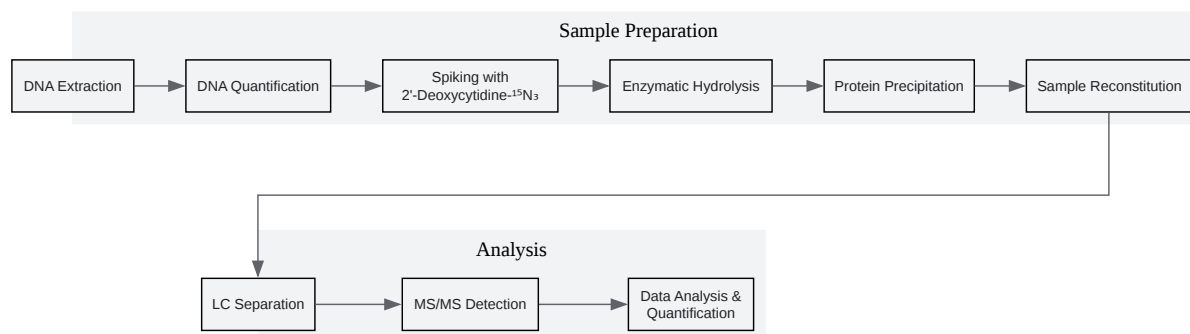 Sample Preparation
DNA Extraction
DNA Quantification
Spiking with
2'-Deoxycytidine-¹⁵N₃
Enzymatic Hydrolysis
Protein Precipitation
Sample Reconstitution
Analysis
LC Separation
MS/MS Detection
Data Analysis &
Quantification